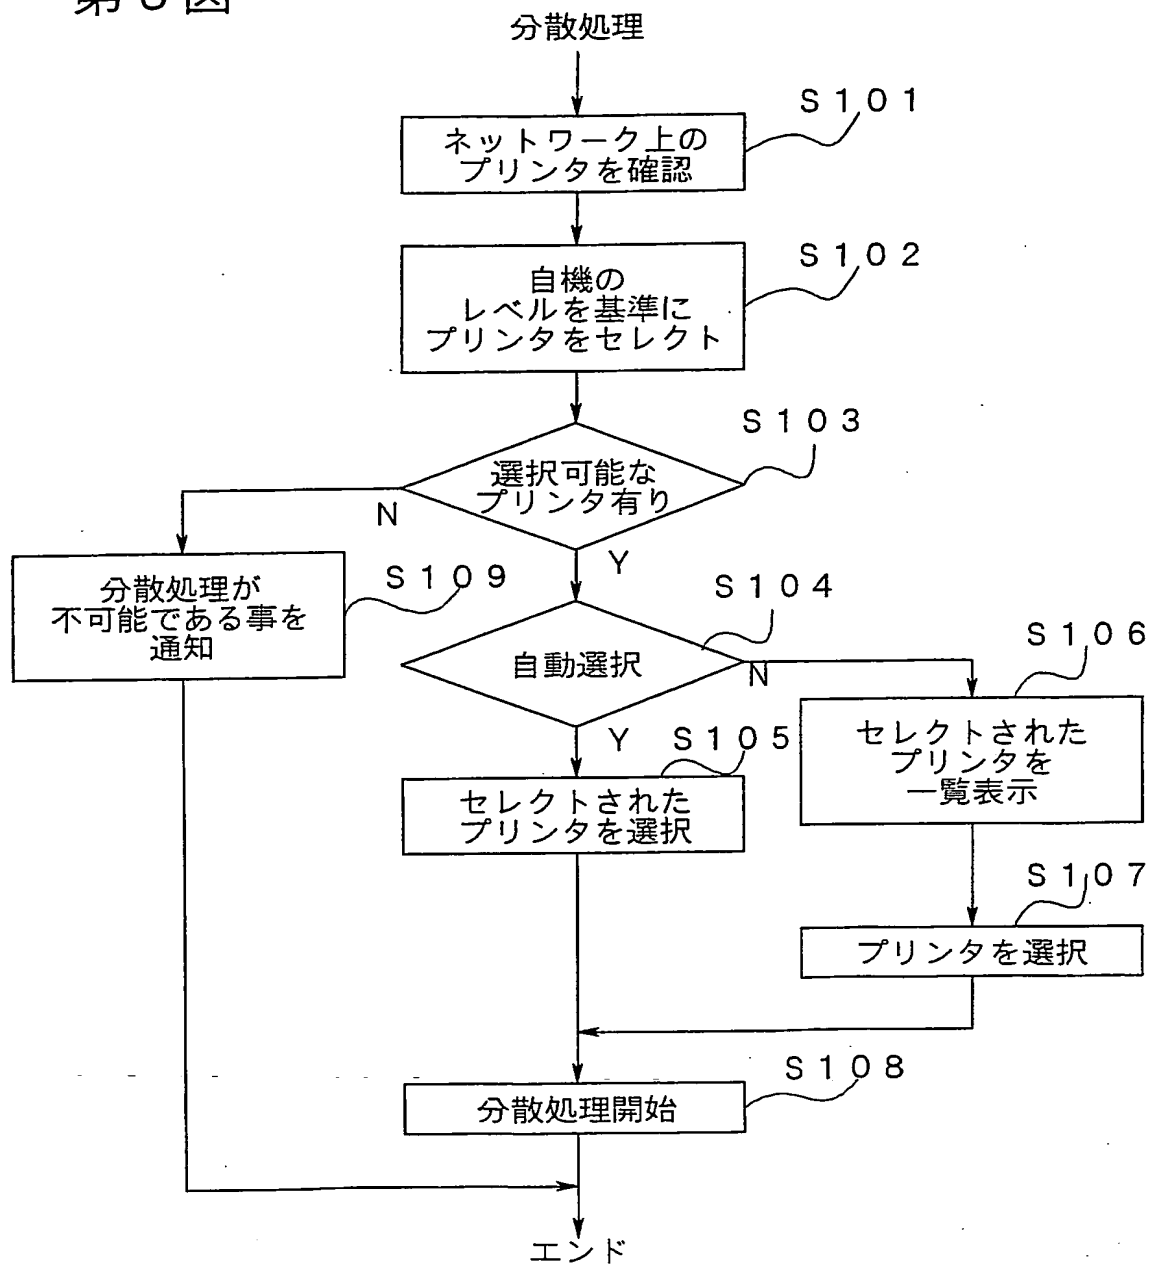 分散処理
S101
ネットワーク上の
プリンタを確認
S102
自機の
レベルを基準に
プリンタをセレクト
S103
選択可能な
プリンタ有り
N
Y
S109
分散処理が
不可能である事を
通知
S104
自動選択
N
Y
S106
セレクトされた
プリンタを
一覧表示
S105
セレクトされた
プリンタを選択
S107
プリンタを選択
S108
分散処理開始
エンド